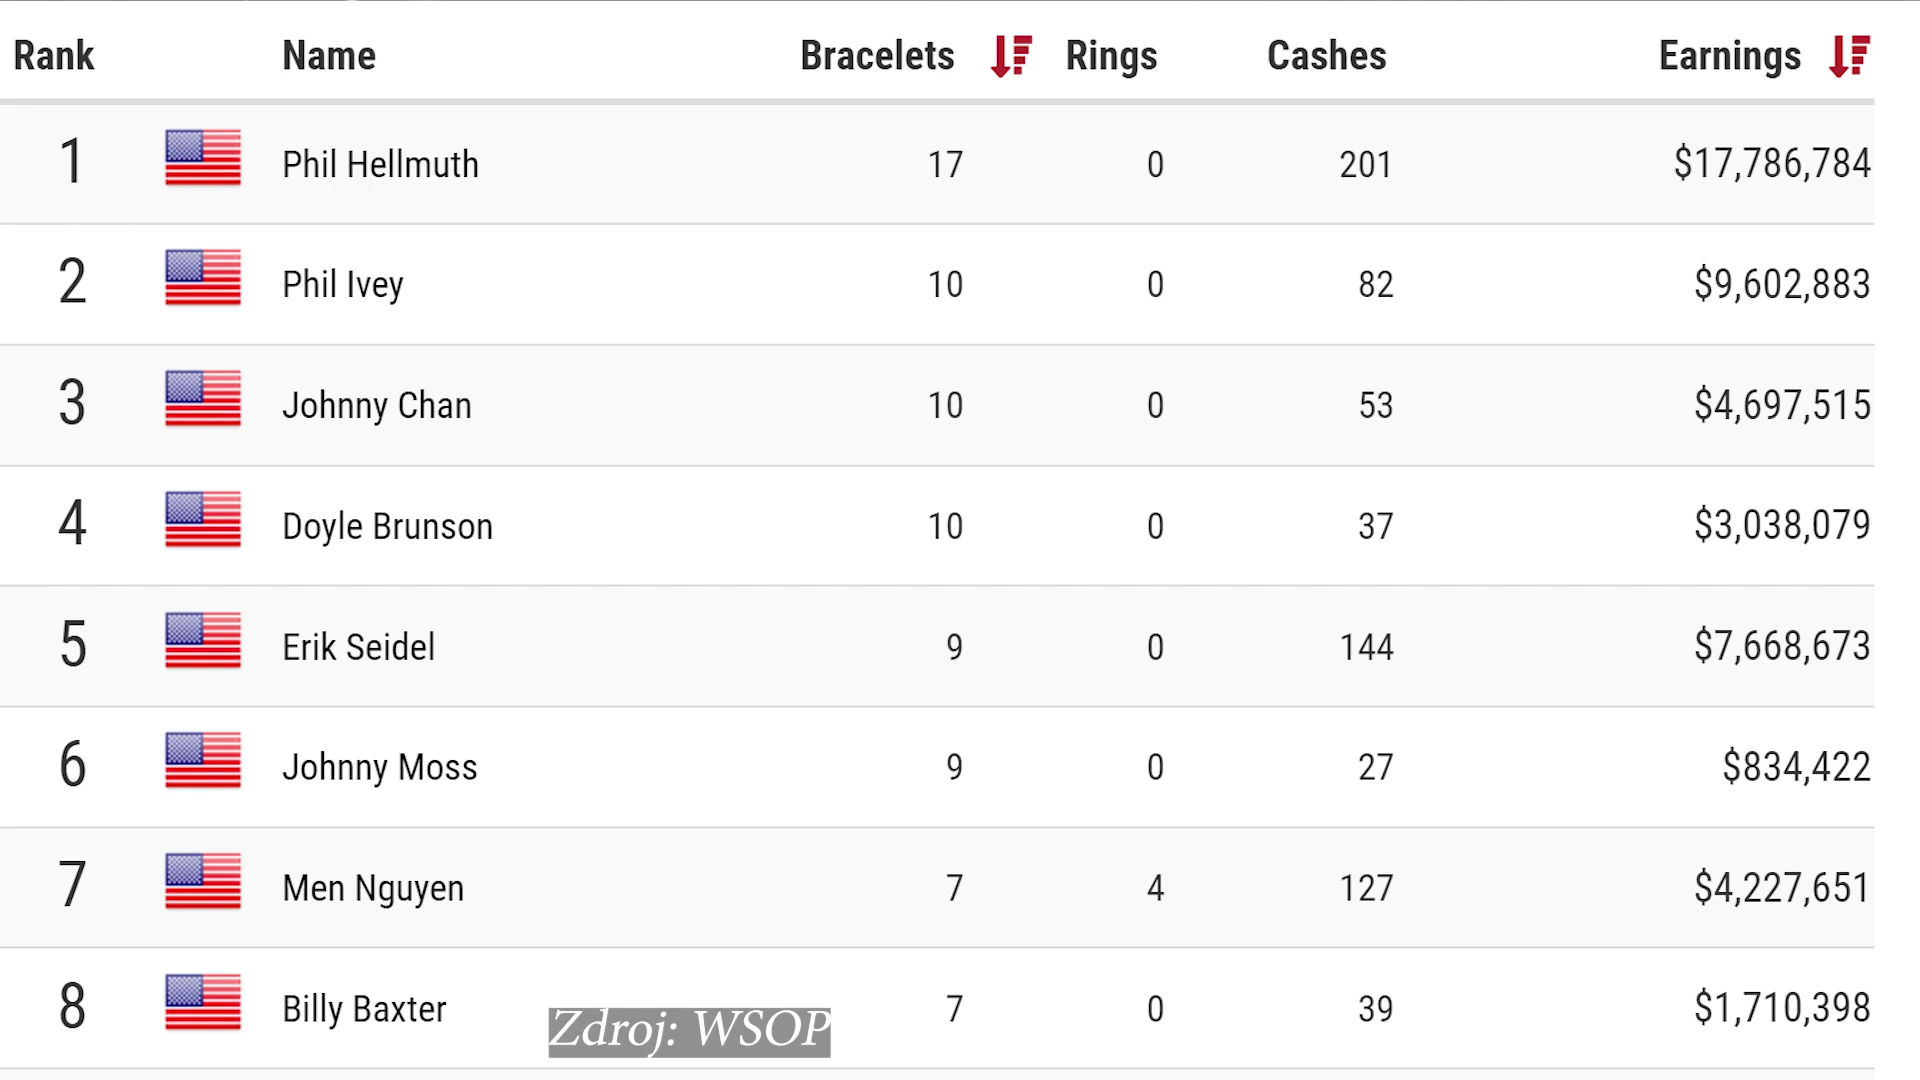 Rank Name Bracelets Rings Cashes Earnings
1 Phil Hellmuth 17 0 201 $17,786,784
2 Phil Ivey 10 0 82 $9,602,883
3 Johnny Chan 10 0 53 $4,697,515
4 Doyle Brunson 10 0 37 $3,038,079
5 Erik Seidel 9 0 144 $7,668,673
6 Johnny Moss 9 0 27 $834,422
7 Men Nguyen 7 4 127 $4,227,651
8 Billy Baxter 7 0 39 $1,710,398
Zdroj: WSOP